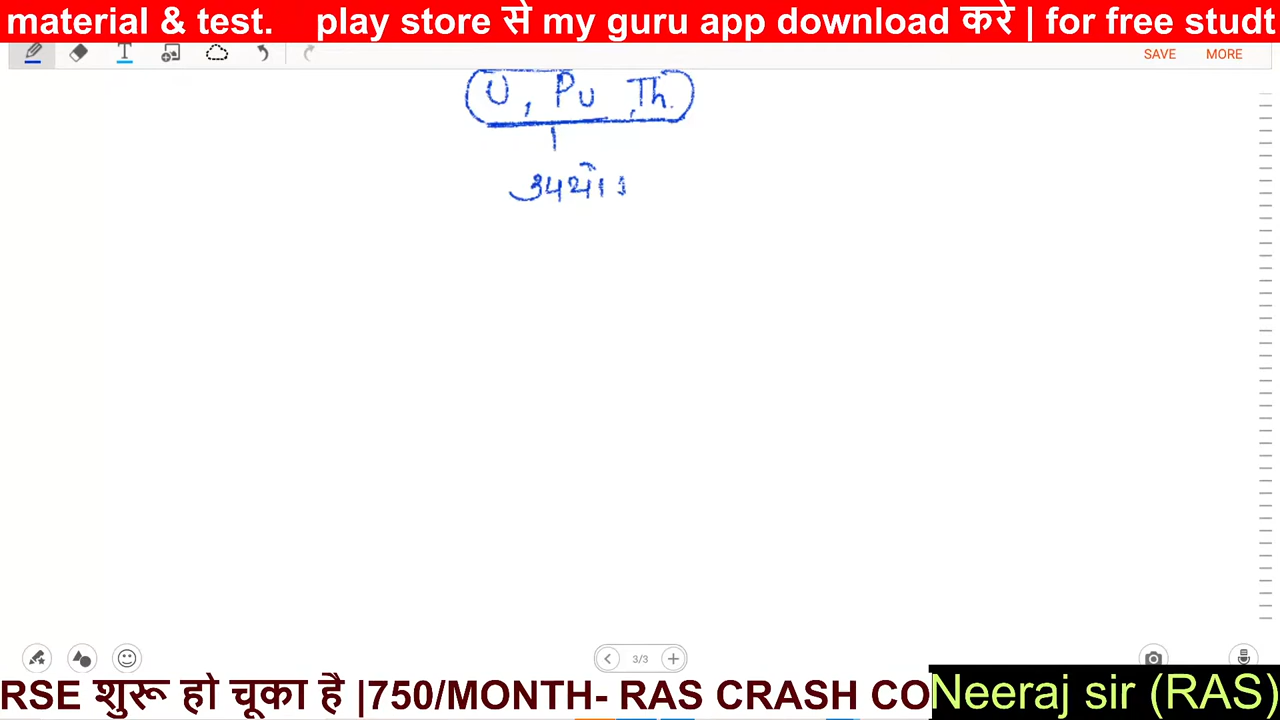 material & test. play store से my guru app download करे | for free studt
T
SAVE
MORE
U, Pu, Th.
उपयोग
3/3
RSE शुरू हो चूका है |750/MONTH- RAS CRASH CO
Neeraj sir (RAS)